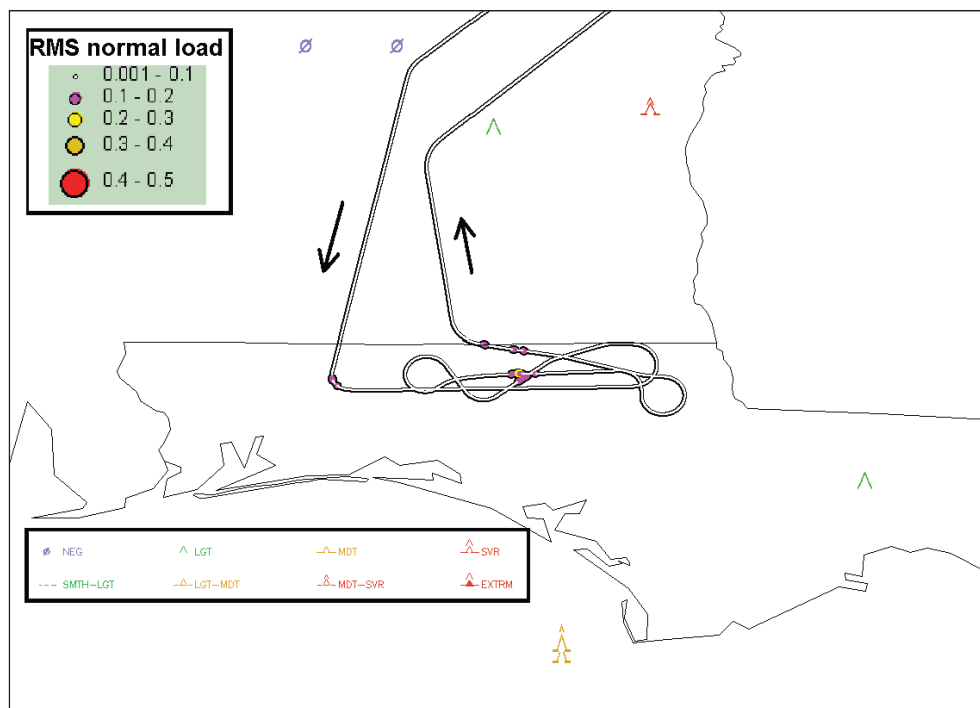 RMS normal load
0.001 - 0.1
0.1 - 0.2
0.2 - 0.3
0.3 - 0.4
0.4 - 0.5
NEG LGT MDT SVR
SMTH-LGT LGT-MDT MDT-SVR EXTRM